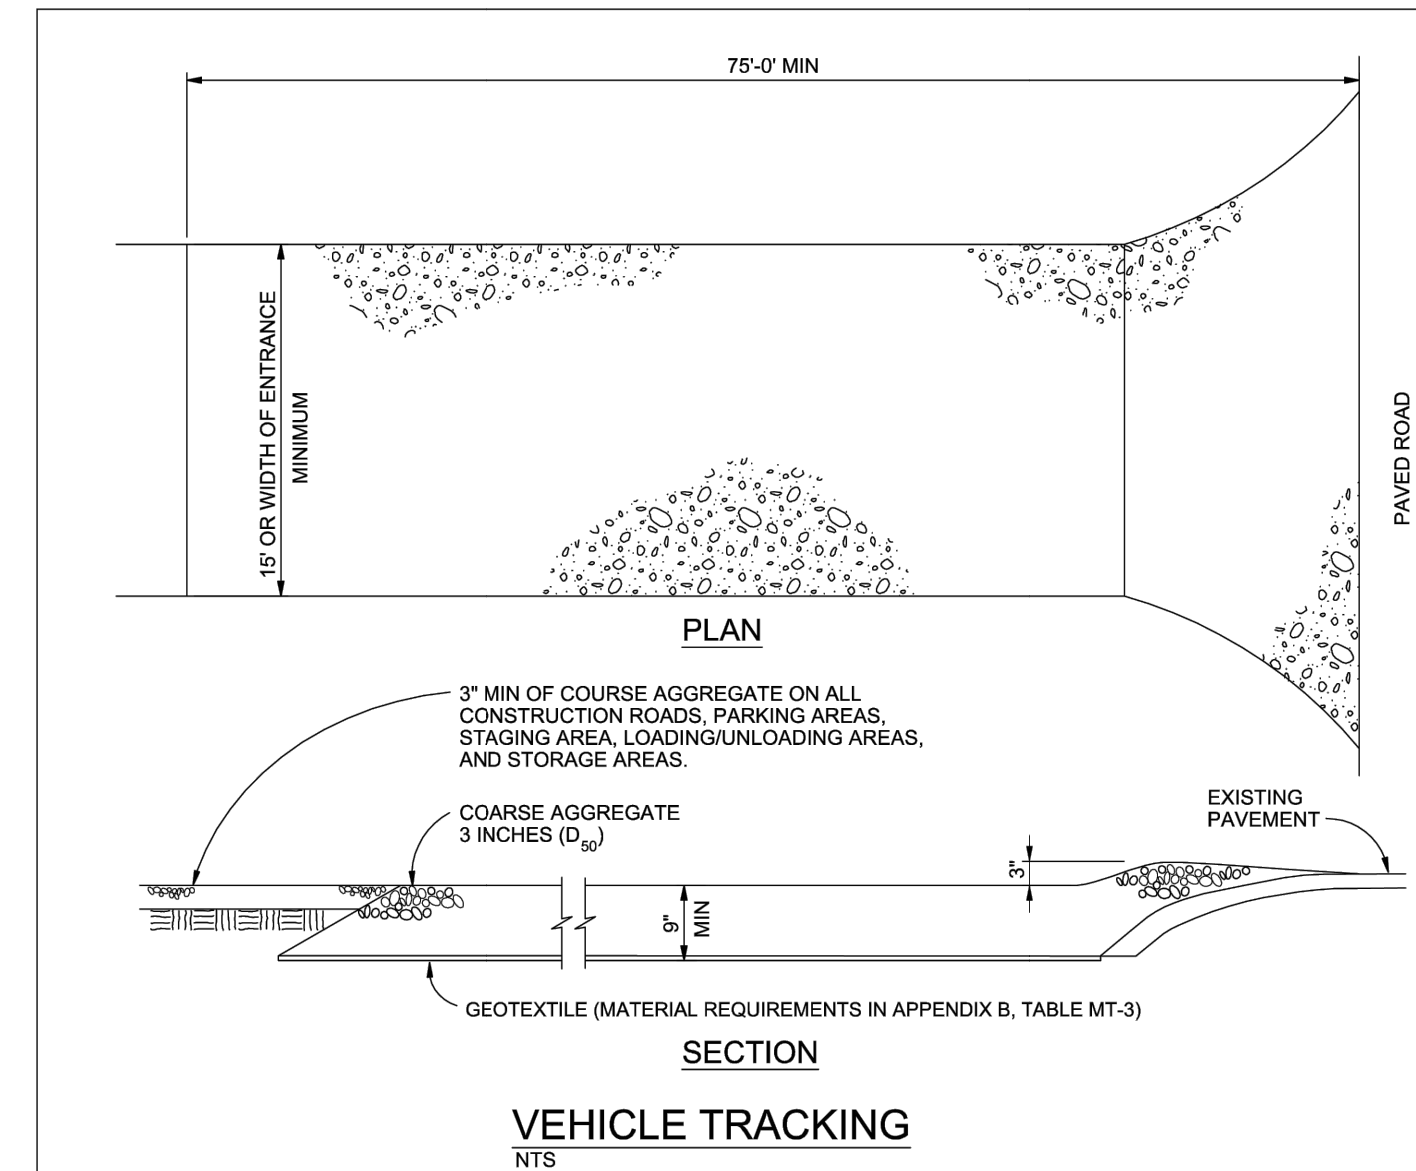 75'-0' MIN
15' OR WIDTH OF ENTRANCE
MINIMUM
PAVED ROAD
PLAN
3" MIN OF COURSE AGGREGATE ON ALL
CONSTRUCTION ROADS, PARKING AREAS,
STAGING AREA, LOADING/UNLOADING AREAS,
AND STORAGE AREAS.
COARSE AGGREGATE
3 INCHES (D50)
EXISTING
PAVEMENT
3"
9"
MIN
GEOTEXTILE (MATERIAL REQUIREMENTS IN APPENDIX B, TABLE MT-3)
SECTION
VEHICLE TRACKING
NTS